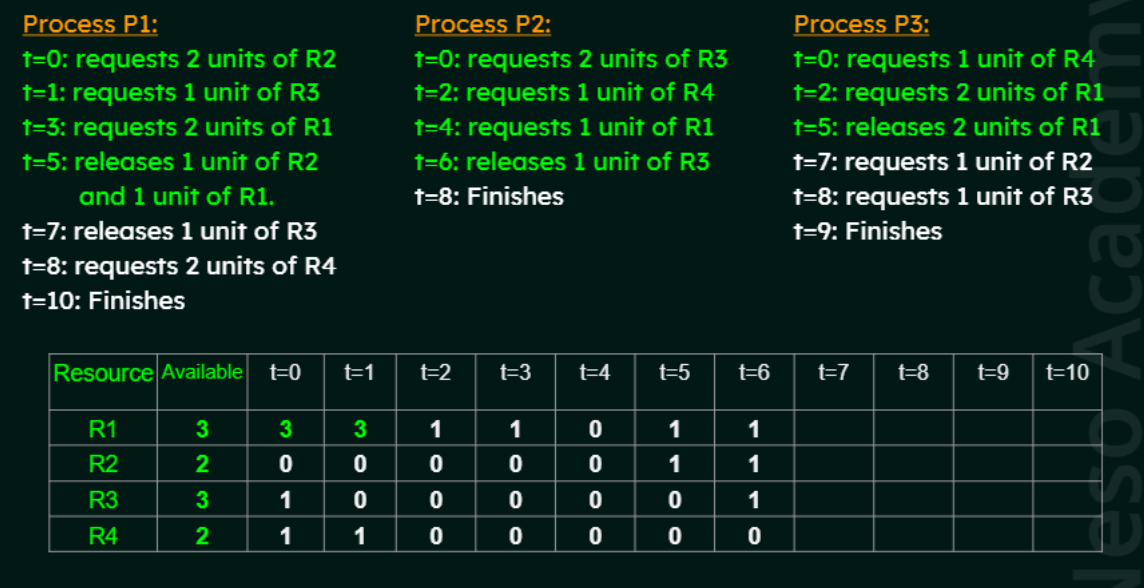 Process P1:
t=0: requests 2 units of R2
t=1: requests 1 unit of R3
t=3: requests 2 units of R1
t=5: releases 1 unit of R2
and 1 unit of R1.
t=7: releases 1 unit of R3
t=8: requests 2 units of R4
t=10: Finishes
Process P2:
t=0: requests 2 units of R3
t=2: requests 1 unit of R4
t=4: requests 1 unit of R1
t=6: releases 1 unit of R3
t=8: Finishes
Process P3:
t=0: requests 1 unit of R4
t=2: requests 2 units of R1
t=5: releases 2 units of R1
t=7: requests 1 unit of R2
t=8: requests 1 unit of R3
t=9: Finishes
Resource Available t=0 t=1 t=2 t=3 t=4 t=5 t=6 t=7 t=8 t=9 t=10
R1 3 3 3 1 1 0 1 1
R2 2 0 0 0 0 0 1 1
R3 3 1 0 0 0 0 0 1
R4 2 1 1 0 0 0 0 0
Neso Academy